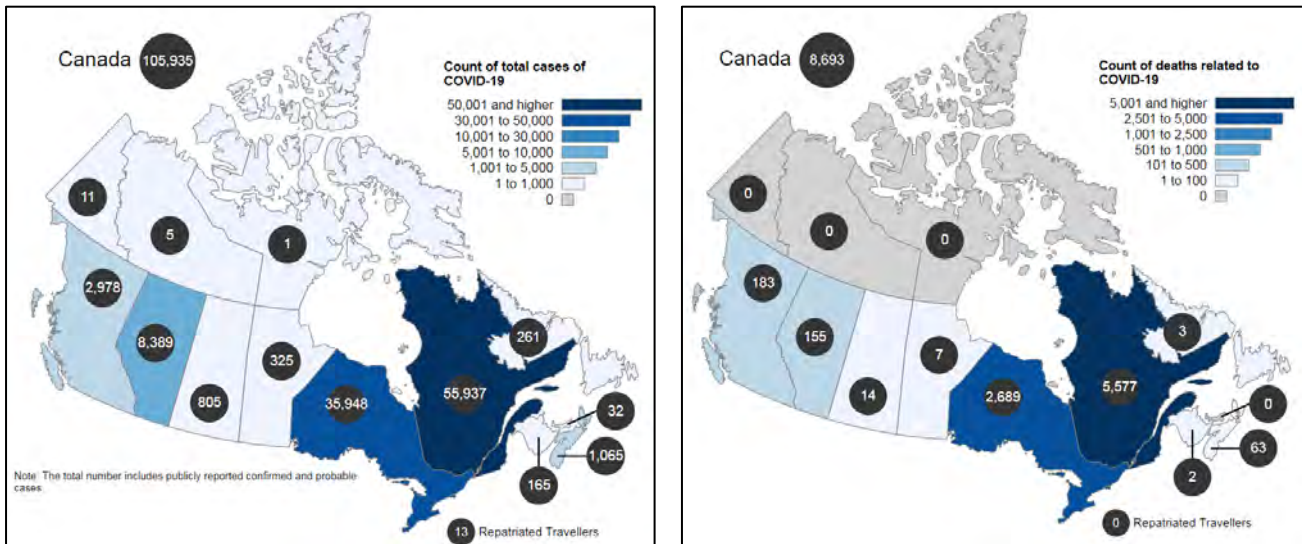 Canada 105,935
Count of total cases of
COVID-19
50,001 and higher
30,001 to 50,000
10,001 to 30,000
5,001 to 10,000
1,001 to 5,000
1 to 1,000
0
11
5
1
2,978
8,389
805
325
35,948
55,937
261
32
1,065
165
Note: The total number includes publicly reported confirmed and probable
cases.
13 Repatriated Travellers
Canada 8,693
Count of deaths related to
COVID-19
5,001 and higher
2,501 to 5,000
1,001 to 2,500
501 to 1,000
101 to 500
1 to 100
0
0
0
0
183
155
14
7
2,689
5,577
3
0
63
2
0 Repatriated Travellers